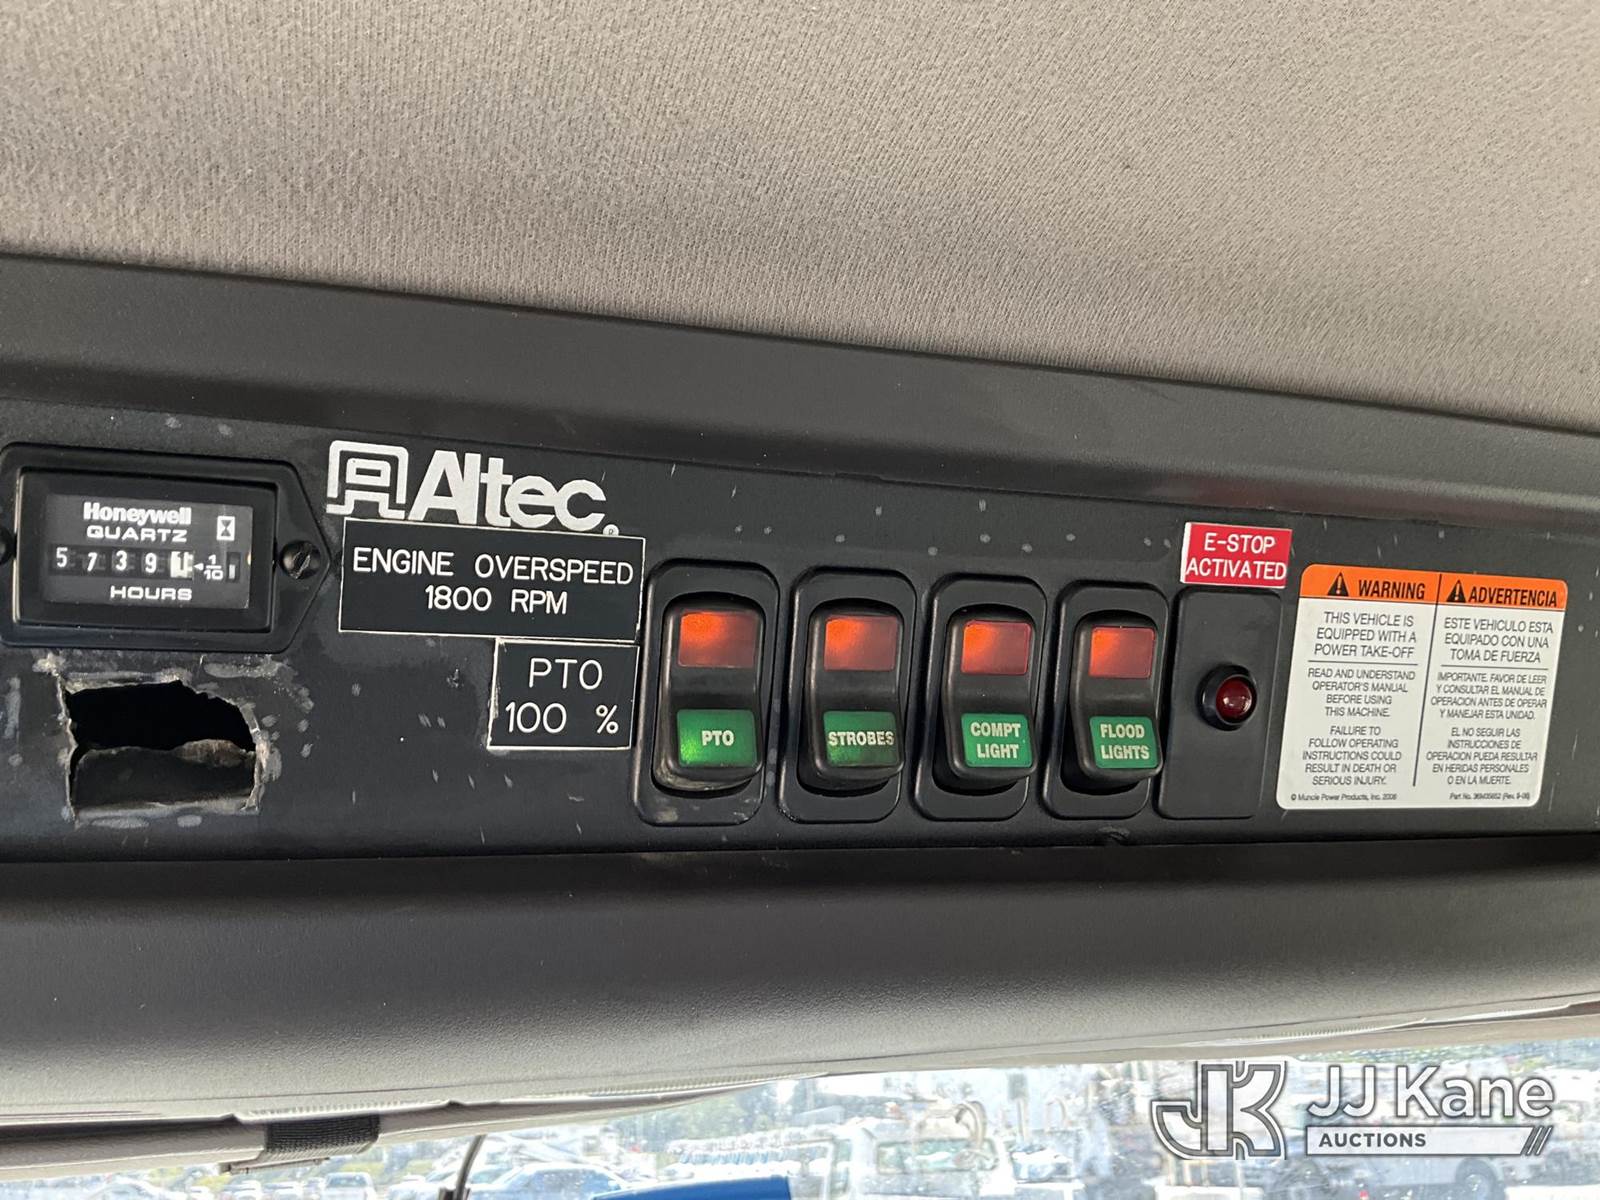 Honeywell
QUARTZ
5 7 3 9 1 1/10
HOURS
Altec
ENGINE OVERSPEED
1800 RPM
PTO
100 %
PTO
STROBES
COMPT
LIGHT
FLOOD
LIGHTS
E-STOP
ACTIVATED
WARNING
THIS VEHICLE IS
EQUIPPED WITH A
POWER TAKE-OFF
READ AND UNDERSTAND
OPERATOR'S MANUAL
BEFORE USING
THIS MACHINE.
FAILURE TO
FOLLOW OPERATING
INSTRUCTIONS COULD
RESULT IN DEATH OR
SERIOUS INJURY.
© Muncie Power Products, Inc. 2006
ADVERTENCIA
ESTE VEHICULO ESTA
EQUIPADO CON UNA
TOMA DE FUERZA
IMPORTANTE. FAVOR DE LEER
Y CONSULTAR EL MANUAL DE
OPERACION ANTES DE OPERAR
Y MANEJAR ESTA UNIDAD.
EL NO SEGUIR LAS
INSTRUCCIONES DE
OPERACION PUEDA RESULTAR
EN HERIDAS PERSONALES
O EN LA MUERTE.
JJ Kane
AUCTIONS